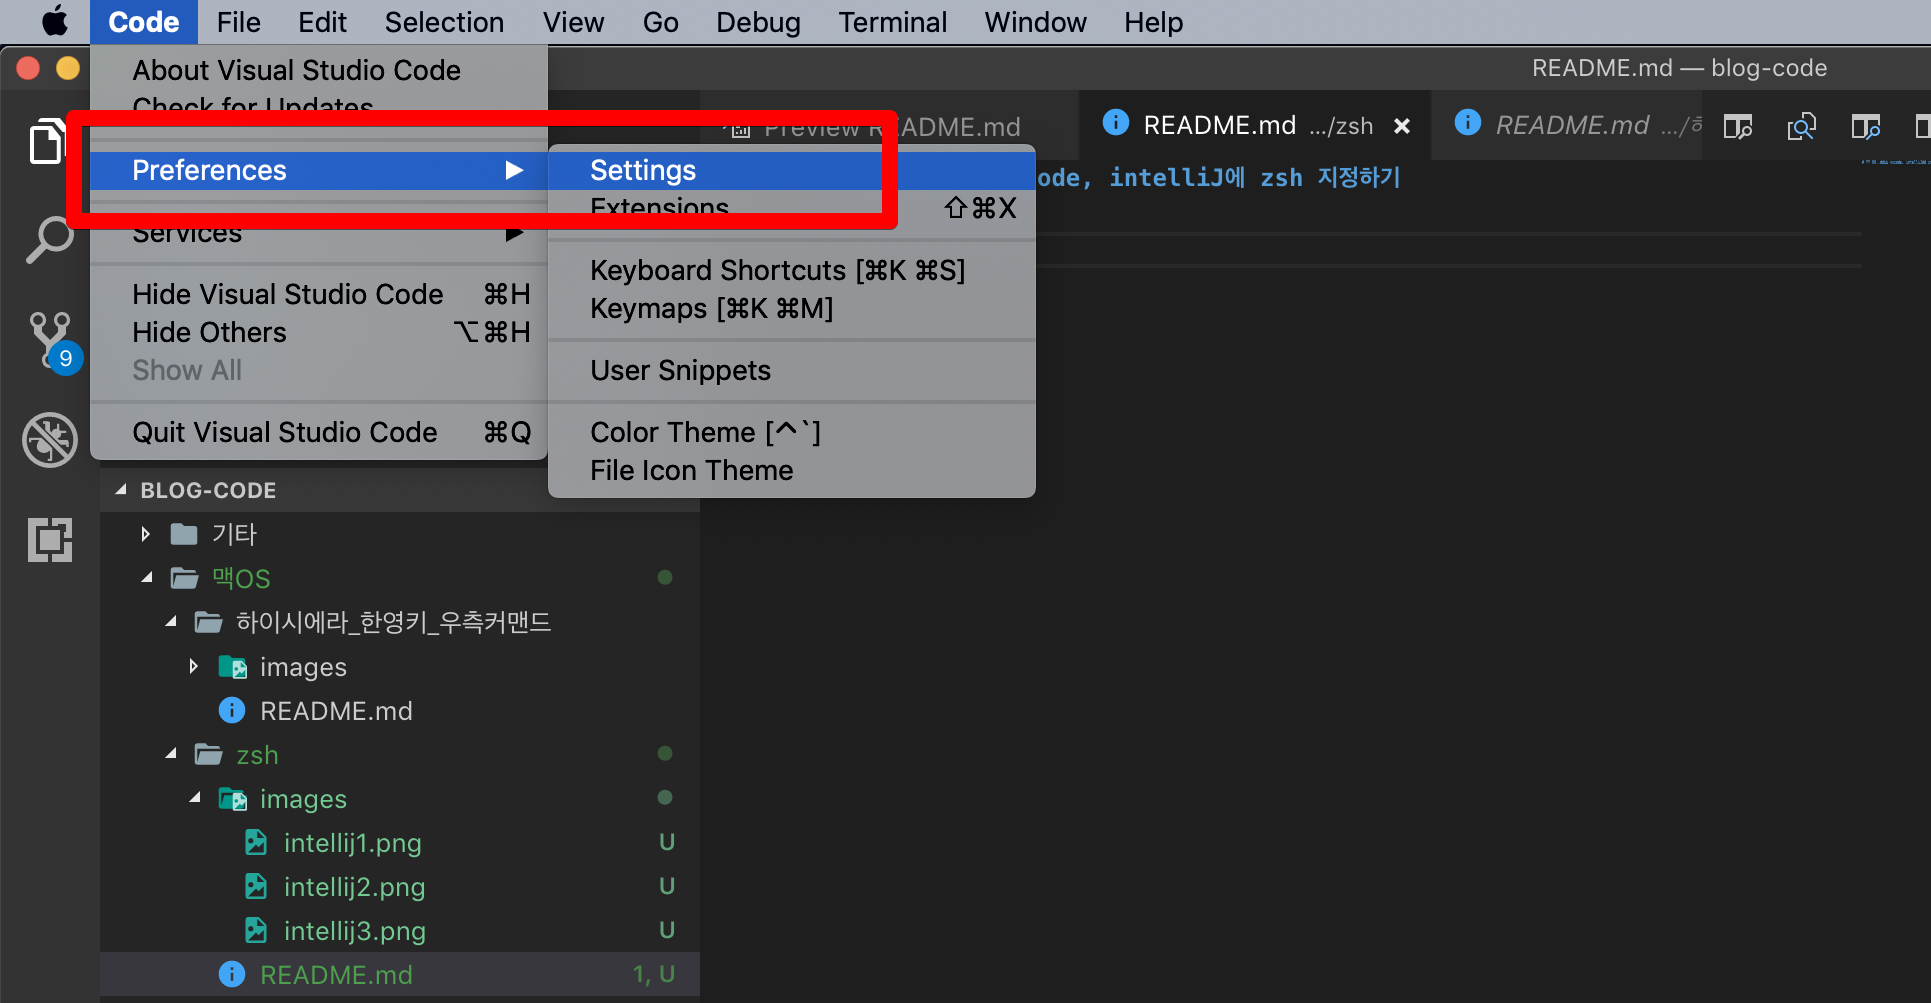 Code File Edit Selection View Go Debug Terminal Window Help
README.md — blog-code
About Visual Studio Code
Check for Updates...
Preferences
Services
Hide Visual Studio Code ⌘H
Hide Others ⌥⌘H
Show All
Quit Visual Studio Code ⌘Q
Settings
Extensions ⇧⌘X
Keyboard Shortcuts [⌘K ⌘S]
Keymaps [⌘K ⌘M]
User Snippets
Color Theme [^`]
File Icon Theme
Preview README.md
README.md .../zsh
README.md .../
ode, intelliJ에 zsh 지정하기
9
BLOG-CODE
기타
맥OS
하이시에라_한영키_우측커맨드
images
README.md
zsh
images
intellij1.png U
intellij2.png U
intellij3.png U
README.md 1, U